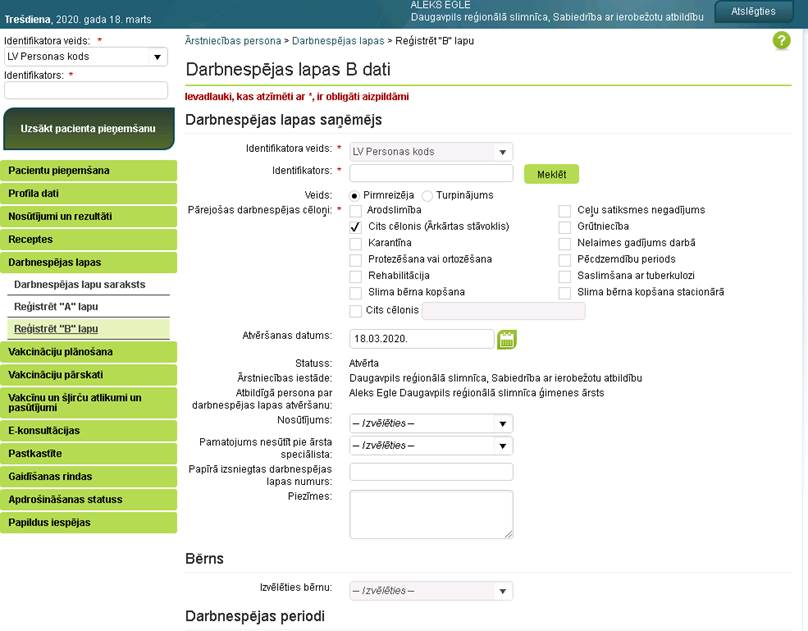 ALEKS EGLE
Trešdiena, 2020. gada 18. marts
Daugavpils reģionālā slimnīca, Sabiedrība ar ierobežotu atbildību
Atslēgties
Identifikatora veids: *
LV Personas kods
Identifikators: *
Uzsākt pacienta pieņemšanu
Pacientu pieņemšana
Profila dati
Nosūtījumi un rezultāti
Receptes
Darbnespējas lapas
Darbnespējas lapu saraksts
Reģistrēt "A" lapu
Reģistrēt "B" lapu
Vakcināciju plānošana
Vakcināciju pārskati
Vakcīnu un šļirču atlikumi un
pasūtījumi
E-konsultācijas
Pastkastīte
Gaidīšanas rindas
Apdrošināšanas statuss
Papildus iespējas
Ārstniecības persona > Darbnespējas lapas > Reģistrēt "B" lapu
?
Darbnespējas lapas B dati
Ievadlauki, kas atzīmēti ar *, ir obligāti aizpildāmi
Darbnespējas lapas saņēmējs
Identifikatora veids: * LV Personas kods
Identifikators: * Meklēt
Veids: Pirmreizēja Turpinājums
Pārejošas darbnespējas cēloņi: * Arodslimība Ceļu satiksmes negadījums
Cits cēlonis (Ārkārtas stāvoklis) Grūtniecība
Karantīna Nelaimes gadījums darbā
Protezēšana vai ortozēšana Pēcdzemdību periods
Rehabilitācija Saslimšana ar tuberkulozi
Slima bērna kopšana Slima bērna kopšana stacionārā
Cits cēlonis
Atvēršanas datums: 18.03.2020.
Statuss: Atvērta
Ārstniecības iestāde: Daugavpils reģionālā slimnīca, Sabiedrība ar ierobežotu atbildību
Atbildīgā persona par
darbnespējas lapas atvēršanu: Aleks Egle Daugavpils reģionālā slimnīca ģimenes ārsts
Nosūtījums: -- Izvēlēties --
Pamatojums nesūtīt pie ārsta
speciālista: -- Izvēlēties --
Papīrā izsniegtas darbnespējas
lapas numurs:
Piezīmes:
Bērns
Izvēlēties bērnu: -- Izvēlēties --
Darbnespējas periodi